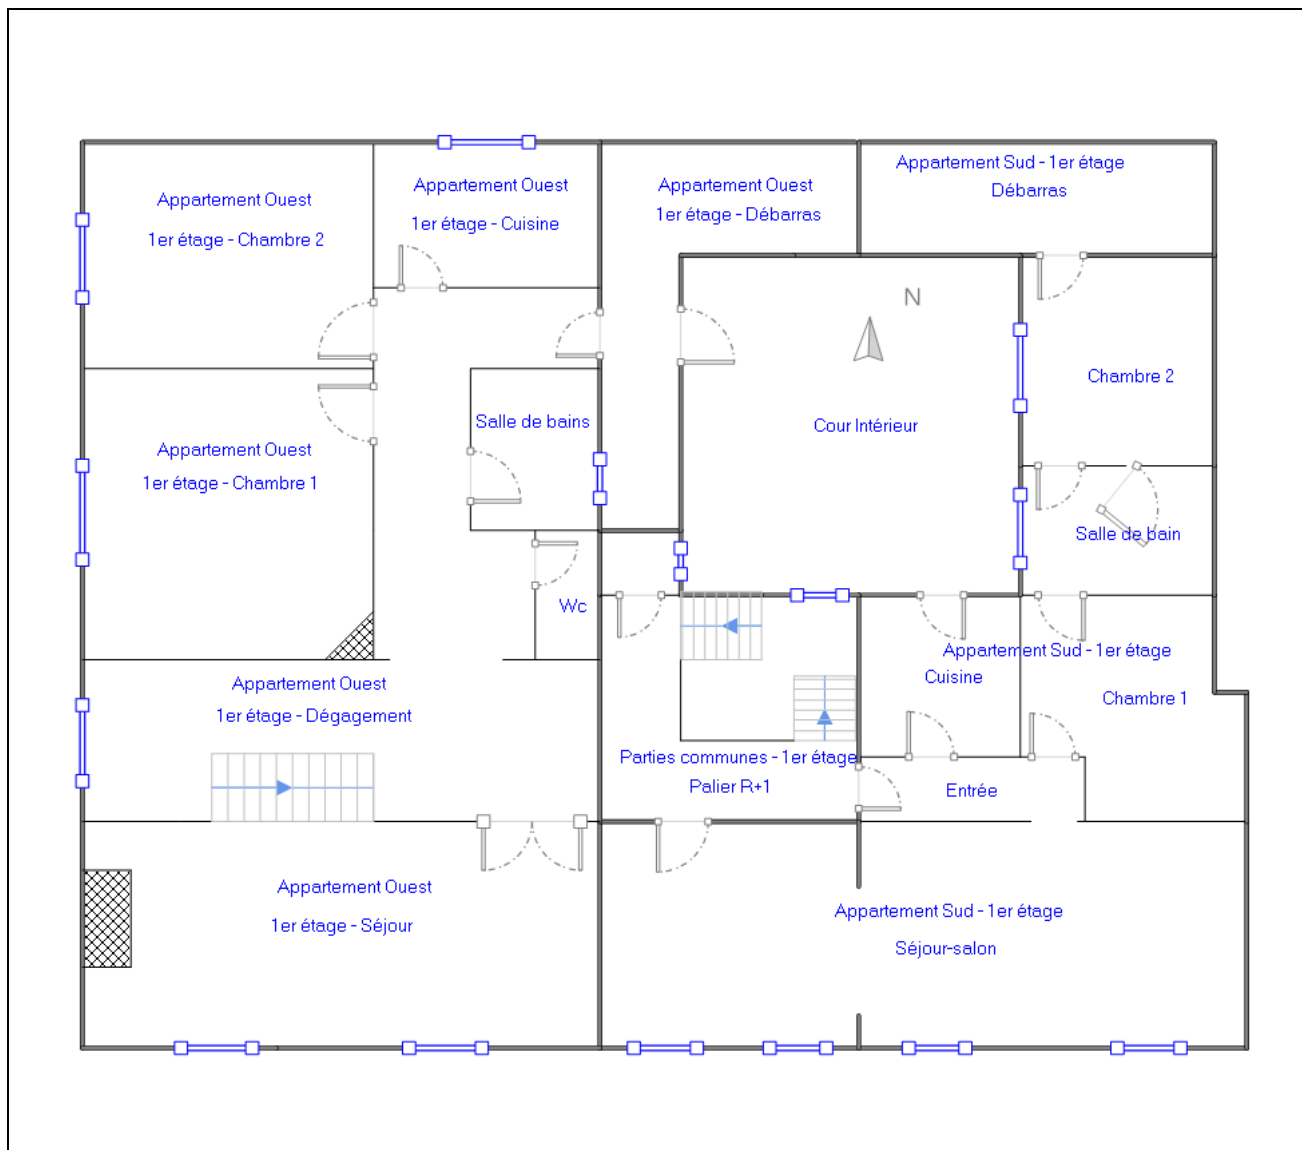 Appartement Ouest
1er étage - Chambre 2
Appartement Ouest
1er étage - Cuisine
Appartement Ouest
1er étage - Débarras
Appartement Sud - 1er étage
Débarras
N
Chambre 2
Cour Intérieur
Salle de bains
Appartement Ouest
1er étage - Chambre 1
Salle de bain
Wc
Appartement Sud - 1er étage
Cuisine
Chambre 1
Appartement Ouest
1er étage - Dégagement
Parties communes - 1er étage
Palier R+1
Entrée
Appartement Ouest
1er étage - Séjour
Appartement Sud - 1er étage
Séjour-salon